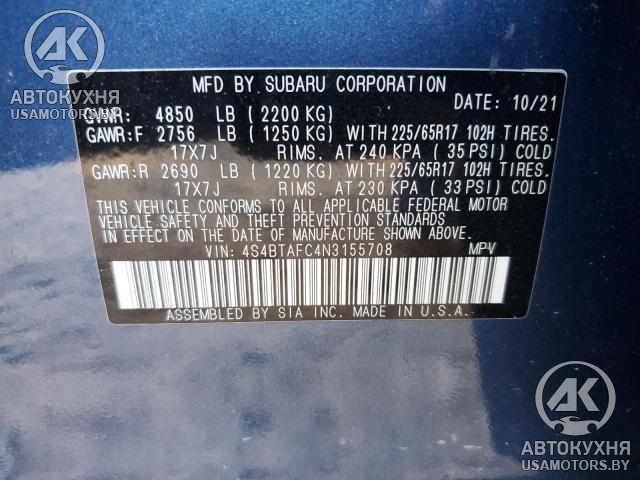 AK
АВТОКУХНЯ
USAMOTORS.BY
MFD BY SUBARU CORPORATION
DATE: 10/21
GVWR: 4850 LB (2200 KG)
GAWR:F 2756 LB (1250 KG) WITH 225/65R17 102H TIRES.
17X7J RIMS. AT 240 KPA (35 PSI) COLD
GAWR:R 2690 LB (1220 KG) WITH 225/65R17 102H TIRES.
17X7J RIMS. AT 230 KPA (33 PSI) COLD
THIS VEHICLE CONFORMS TO ALL APPLICABLE FEDERAL MOTOR
VEHICLE SAFETY AND THEFT PREVENTION STANDARDS
IN EFFECT ON THE DATE OF MANUFACTURE SHOWN ABOVE.
VIN: 4S4BTAFC4N3155708 MPV
ASSEMBLED BY SIA INC. MADE IN U.S.A.
AK
АВТОКУХНЯ
USAMOTORS.BY